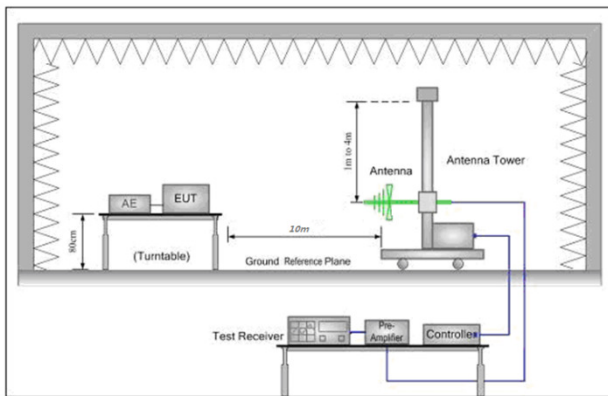 1m to 4m
Antenna
Antenna Tower
AE
EUT
80cm
(Turntable)
10m
Ground Reference Plane
Test Receiver
Pre-
Amplifier
Controller